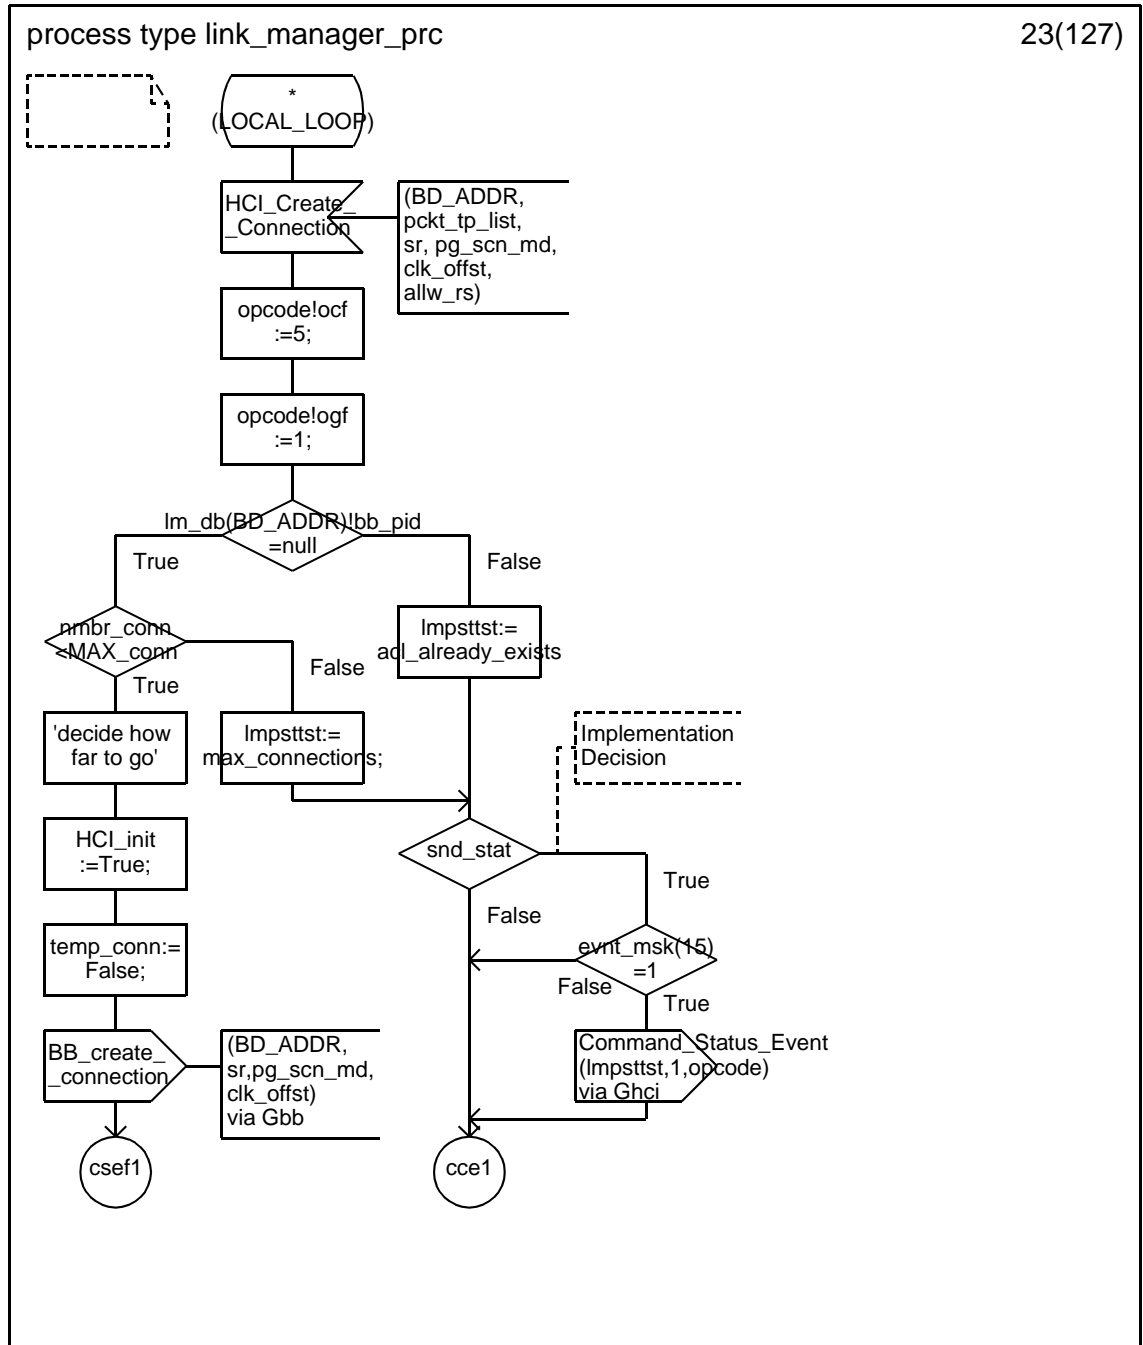 process type link_manager_prc
23(127)
*
(LOCAL_LOOP)
HCI_Create_
_Connection
(BD_ADDR,
pckt_tp_list,
sr, pg_scn_md,
clk_offst,
allw_rs)
opcode!ocf
:=5;
opcode!ogf
:=1;
lm_db(BD_ADDR)!bb_pid
=null
True
False
nmbr_conn
<MAX_conn
False
True
lmpsttst:=
acl_already_exists
'decide how
far to go'
lmpsttst:=
max_connections;
Implementation
Decision
HCI_init
:=True;
snd_stat
True
False
temp_conn:=
False;
evnt_msk(15)
=1
False
True
BB_create_
_connection
(BD_ADDR,
sr,pg_scn_md,
clk_offst)
via Gbb
Command_Status_Event
(lmpsttst,1,opcode)
via Ghci
csef1
cce1